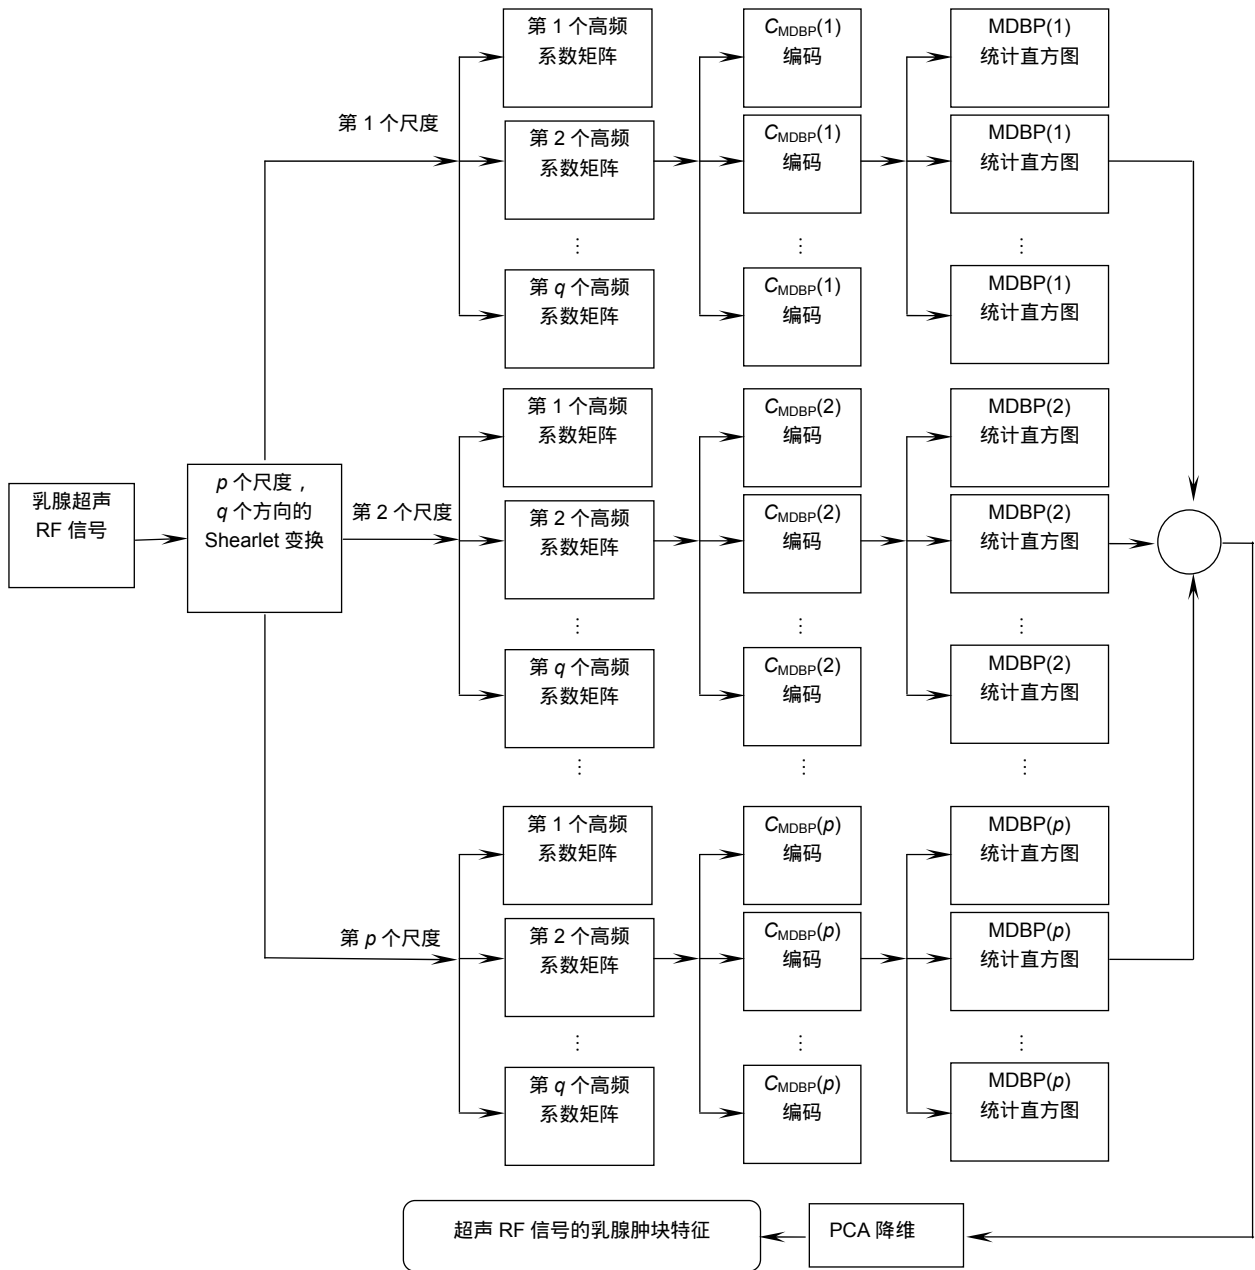 第 1 个高频
系数矩阵
C_MDBP(1)
编码
MDBP(1)
统计直方图
第 1 个尺度
第 2 个高频
系数矩阵
C_MDBP(1)
编码
MDBP(1)
统计直方图
⋮ ⋮ ⋮
第 q 个高频
系数矩阵
C_MDBP(1)
编码
MDBP(1)
统计直方图
第 1 个高频
系数矩阵
C_MDBP(2)
编码
MDBP(2)
统计直方图
乳腺超声
RF 信号
p 个尺度，
q 个方向的
Shearlet 变换
第 2 个尺度
第 2 个高频
系数矩阵
C_MDBP(2)
编码
MDBP(2)
统计直方图
⋮ ⋮ ⋮
第 q 个高频
系数矩阵
C_MDBP(2)
编码
MDBP(2)
统计直方图
⋮ ⋮ ⋮
第 1 个高频
系数矩阵
C_MDBP(p)
编码
MDBP(p)
统计直方图
第 p 个尺度
第 2 个高频
系数矩阵
C_MDBP(p)
编码
MDBP(p)
统计直方图
⋮ ⋮ ⋮
第 q 个高频
系数矩阵
C_MDBP(p)
编码
MDBP(p)
统计直方图
超声 RF 信号的乳腺肿块特征
PCA 降维